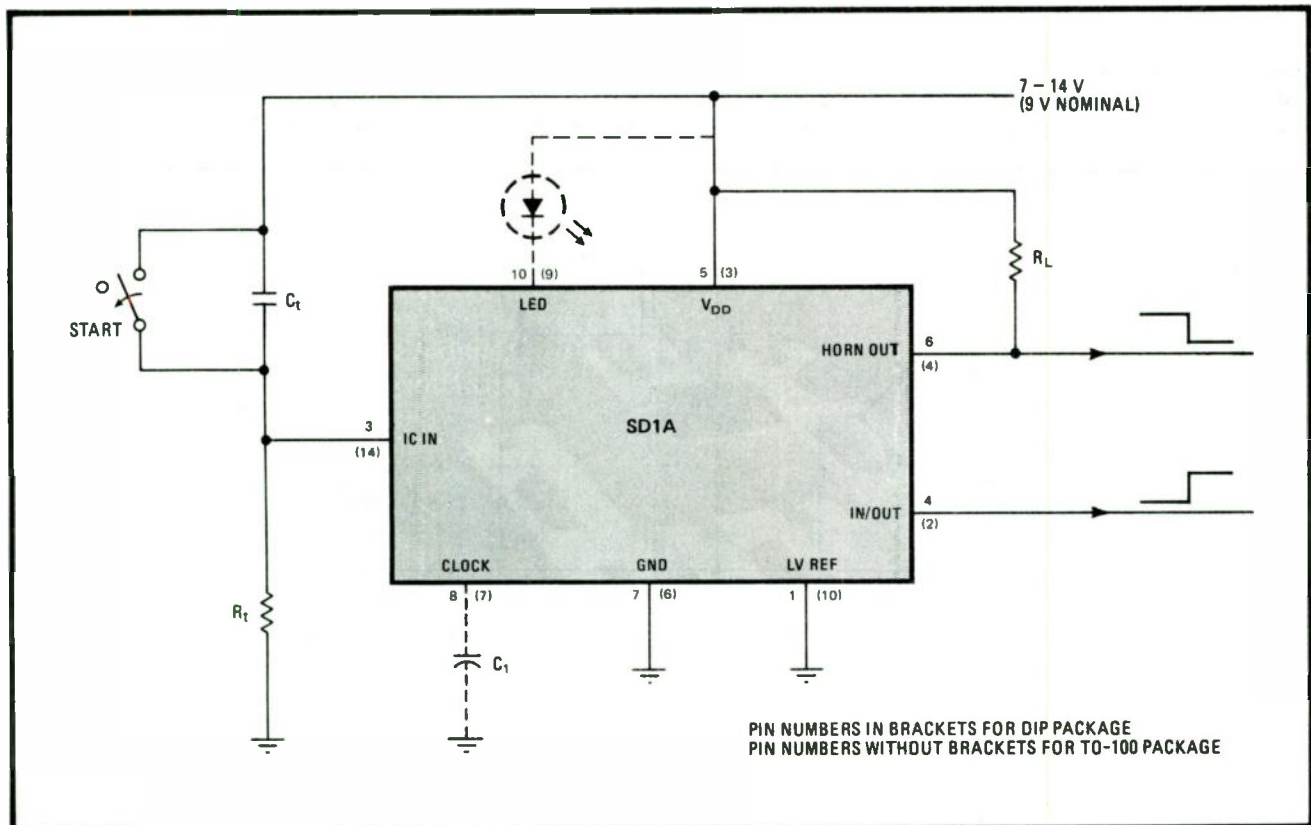 7 – 14 V
(9 V NOMINAL)
START
Ct
10 (9)
5 (3)
RL
LED
VDD
HORN OUT
6
(4)
3
(14)
IC IN
SD1A
IN/OUT
4
(2)
CLOCK
GND
LV REF
8 (7)
7 (6)
1 (10)
Rt
C1
PIN NUMBERS IN BRACKETS FOR DIP PACKAGE
PIN NUMBERS WITHOUT BRACKETS FOR TO-100 PACKAGE